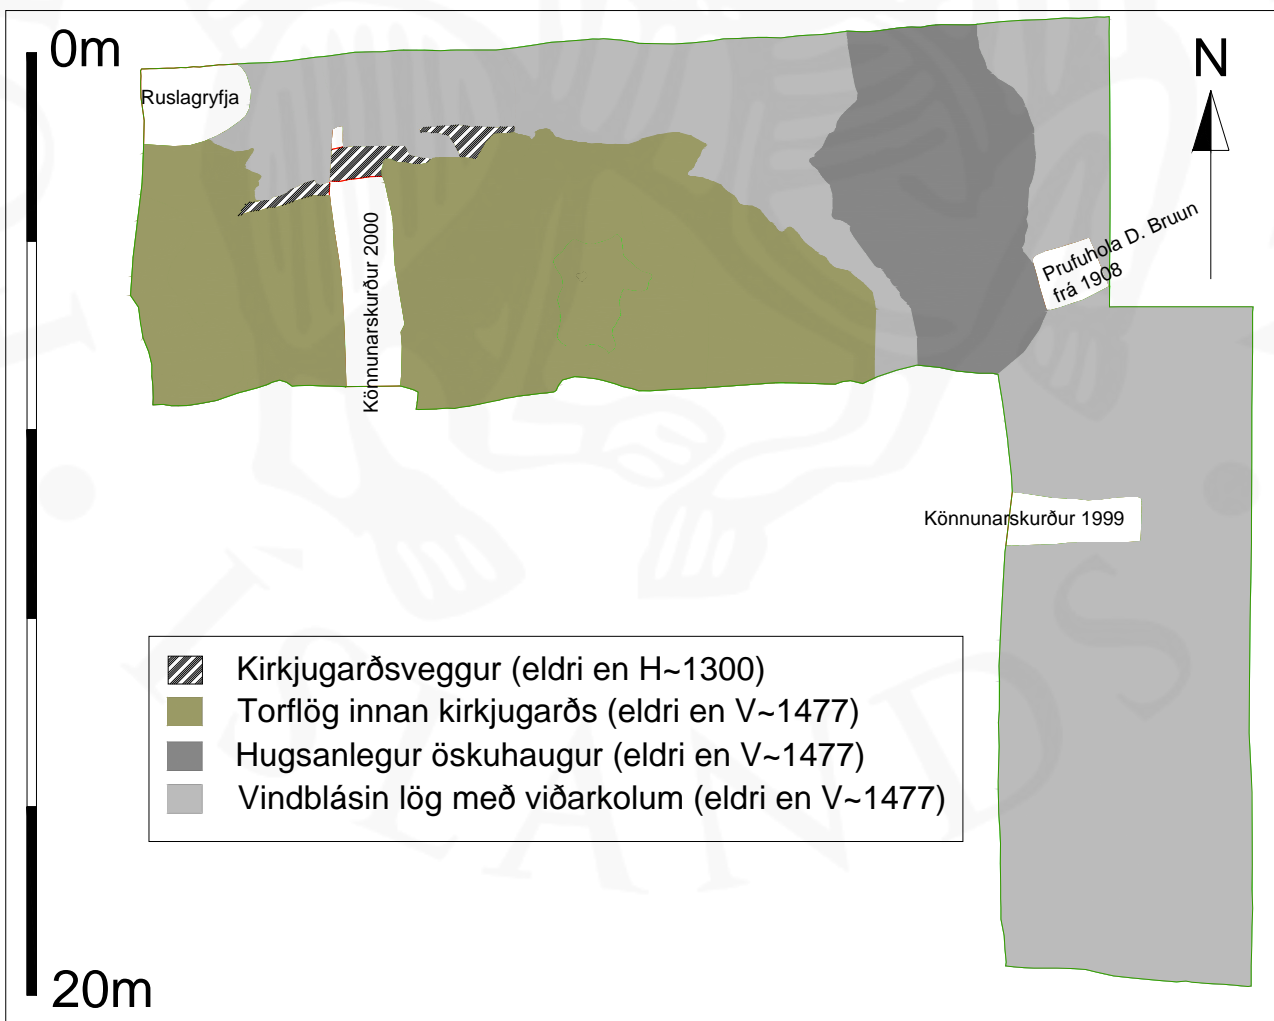 0m
N
Ruslagryfja
Könnunarskurður 2000
Prufuhola D. Bruun
frá 1908
Könnunarskurður 1999
Kirkjugarðsveggur (eldri en H~1300)
Torflög innan kirkjugarðs (eldri en V~1477)
Hugsanlegur öskuhaugur (eldri en V~1477)
Vindblásin lög með viðarkolum (eldri en V~1477)
20m
ÍSLANDS